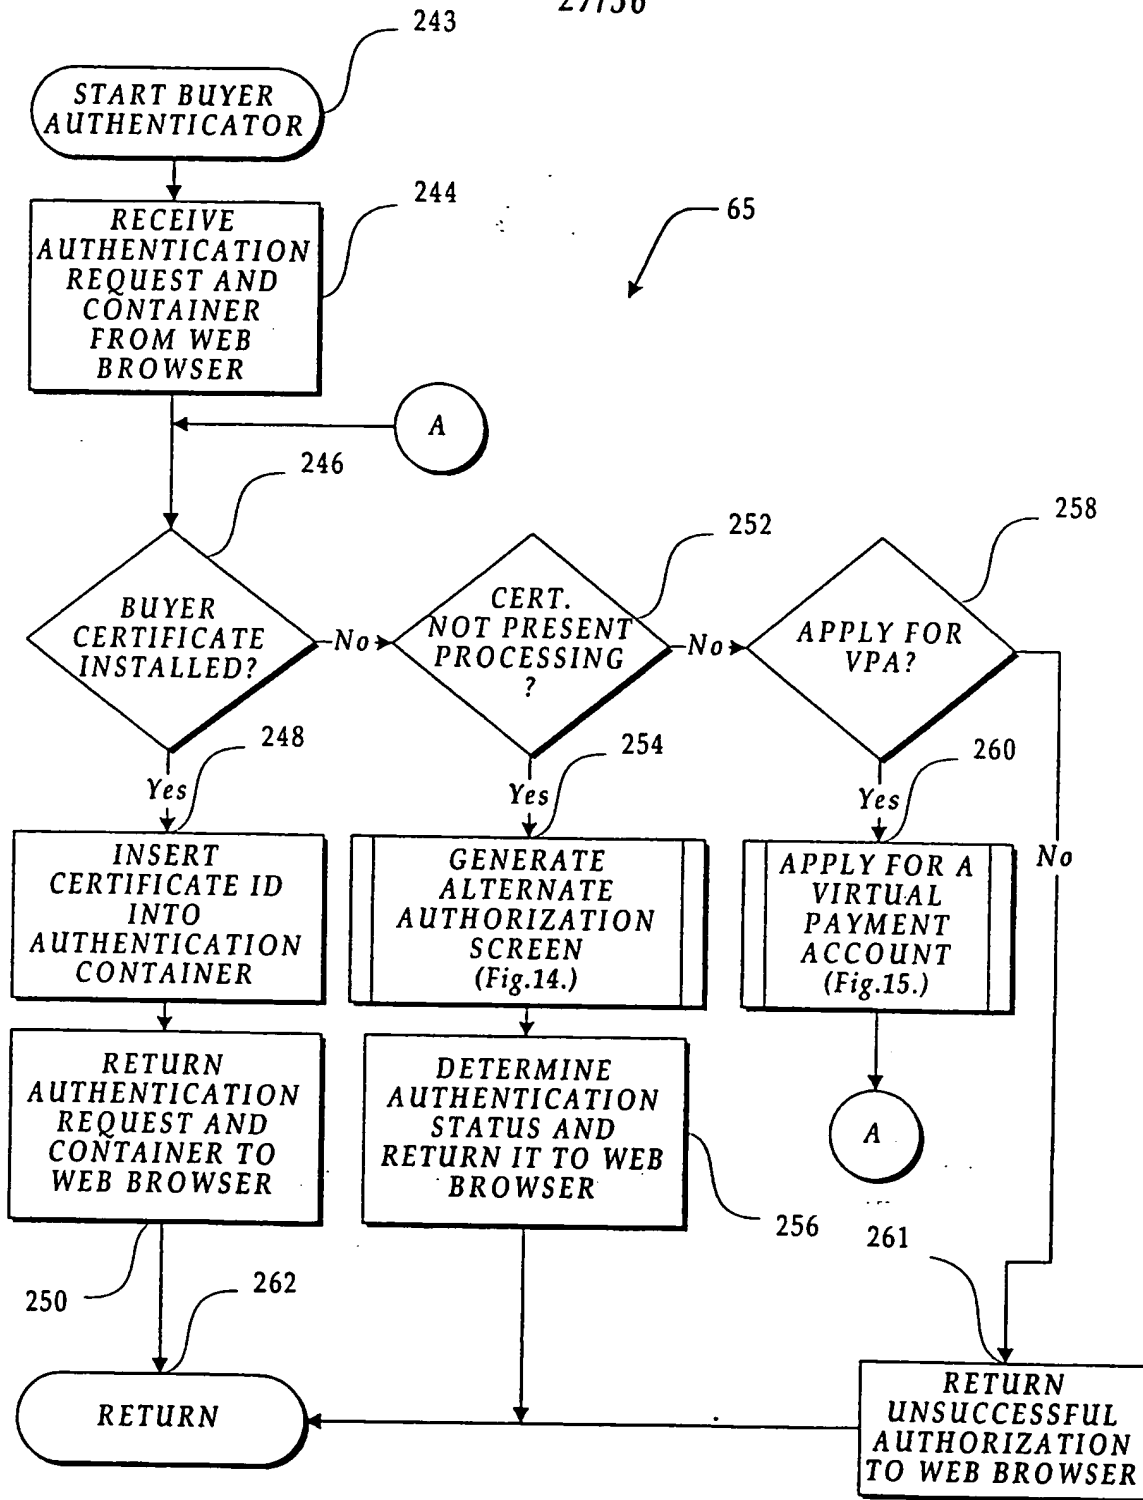 27/36
243
START BUYER
AUTHENTICATOR
244
RECEIVE
AUTHENTICATION
REQUEST AND
CONTAINER
FROM WEB
BROWSER
65
A
246
BUYER
CERTIFICATE
INSTALLED?
No
252
CERT.
NOT PRESENT
PROCESSING
?
No
258
APPLY FOR
VPA?
Yes
248
Yes
254
Yes
260
No
INSERT
CERTIFICATE ID
INTO
AUTHENTICATION
CONTAINER
GENERATE
ALTERNATE
AUTHORIZATION
SCREEN
(Fig.14.)
APPLY FOR A
VIRTUAL
PAYMENT
ACCOUNT
(Fig.15.)
RETURN
AUTHENTICATION
REQUEST AND
CONTAINER TO
WEB BROWSER
DETERMINE
AUTHENTICATION
STATUS AND
RETURN IT TO WEB
BROWSER
A
256
261
250
262
RETURN
RETURN
UNSUCCESSFUL
AUTHORIZATION
TO WEB BROWSER